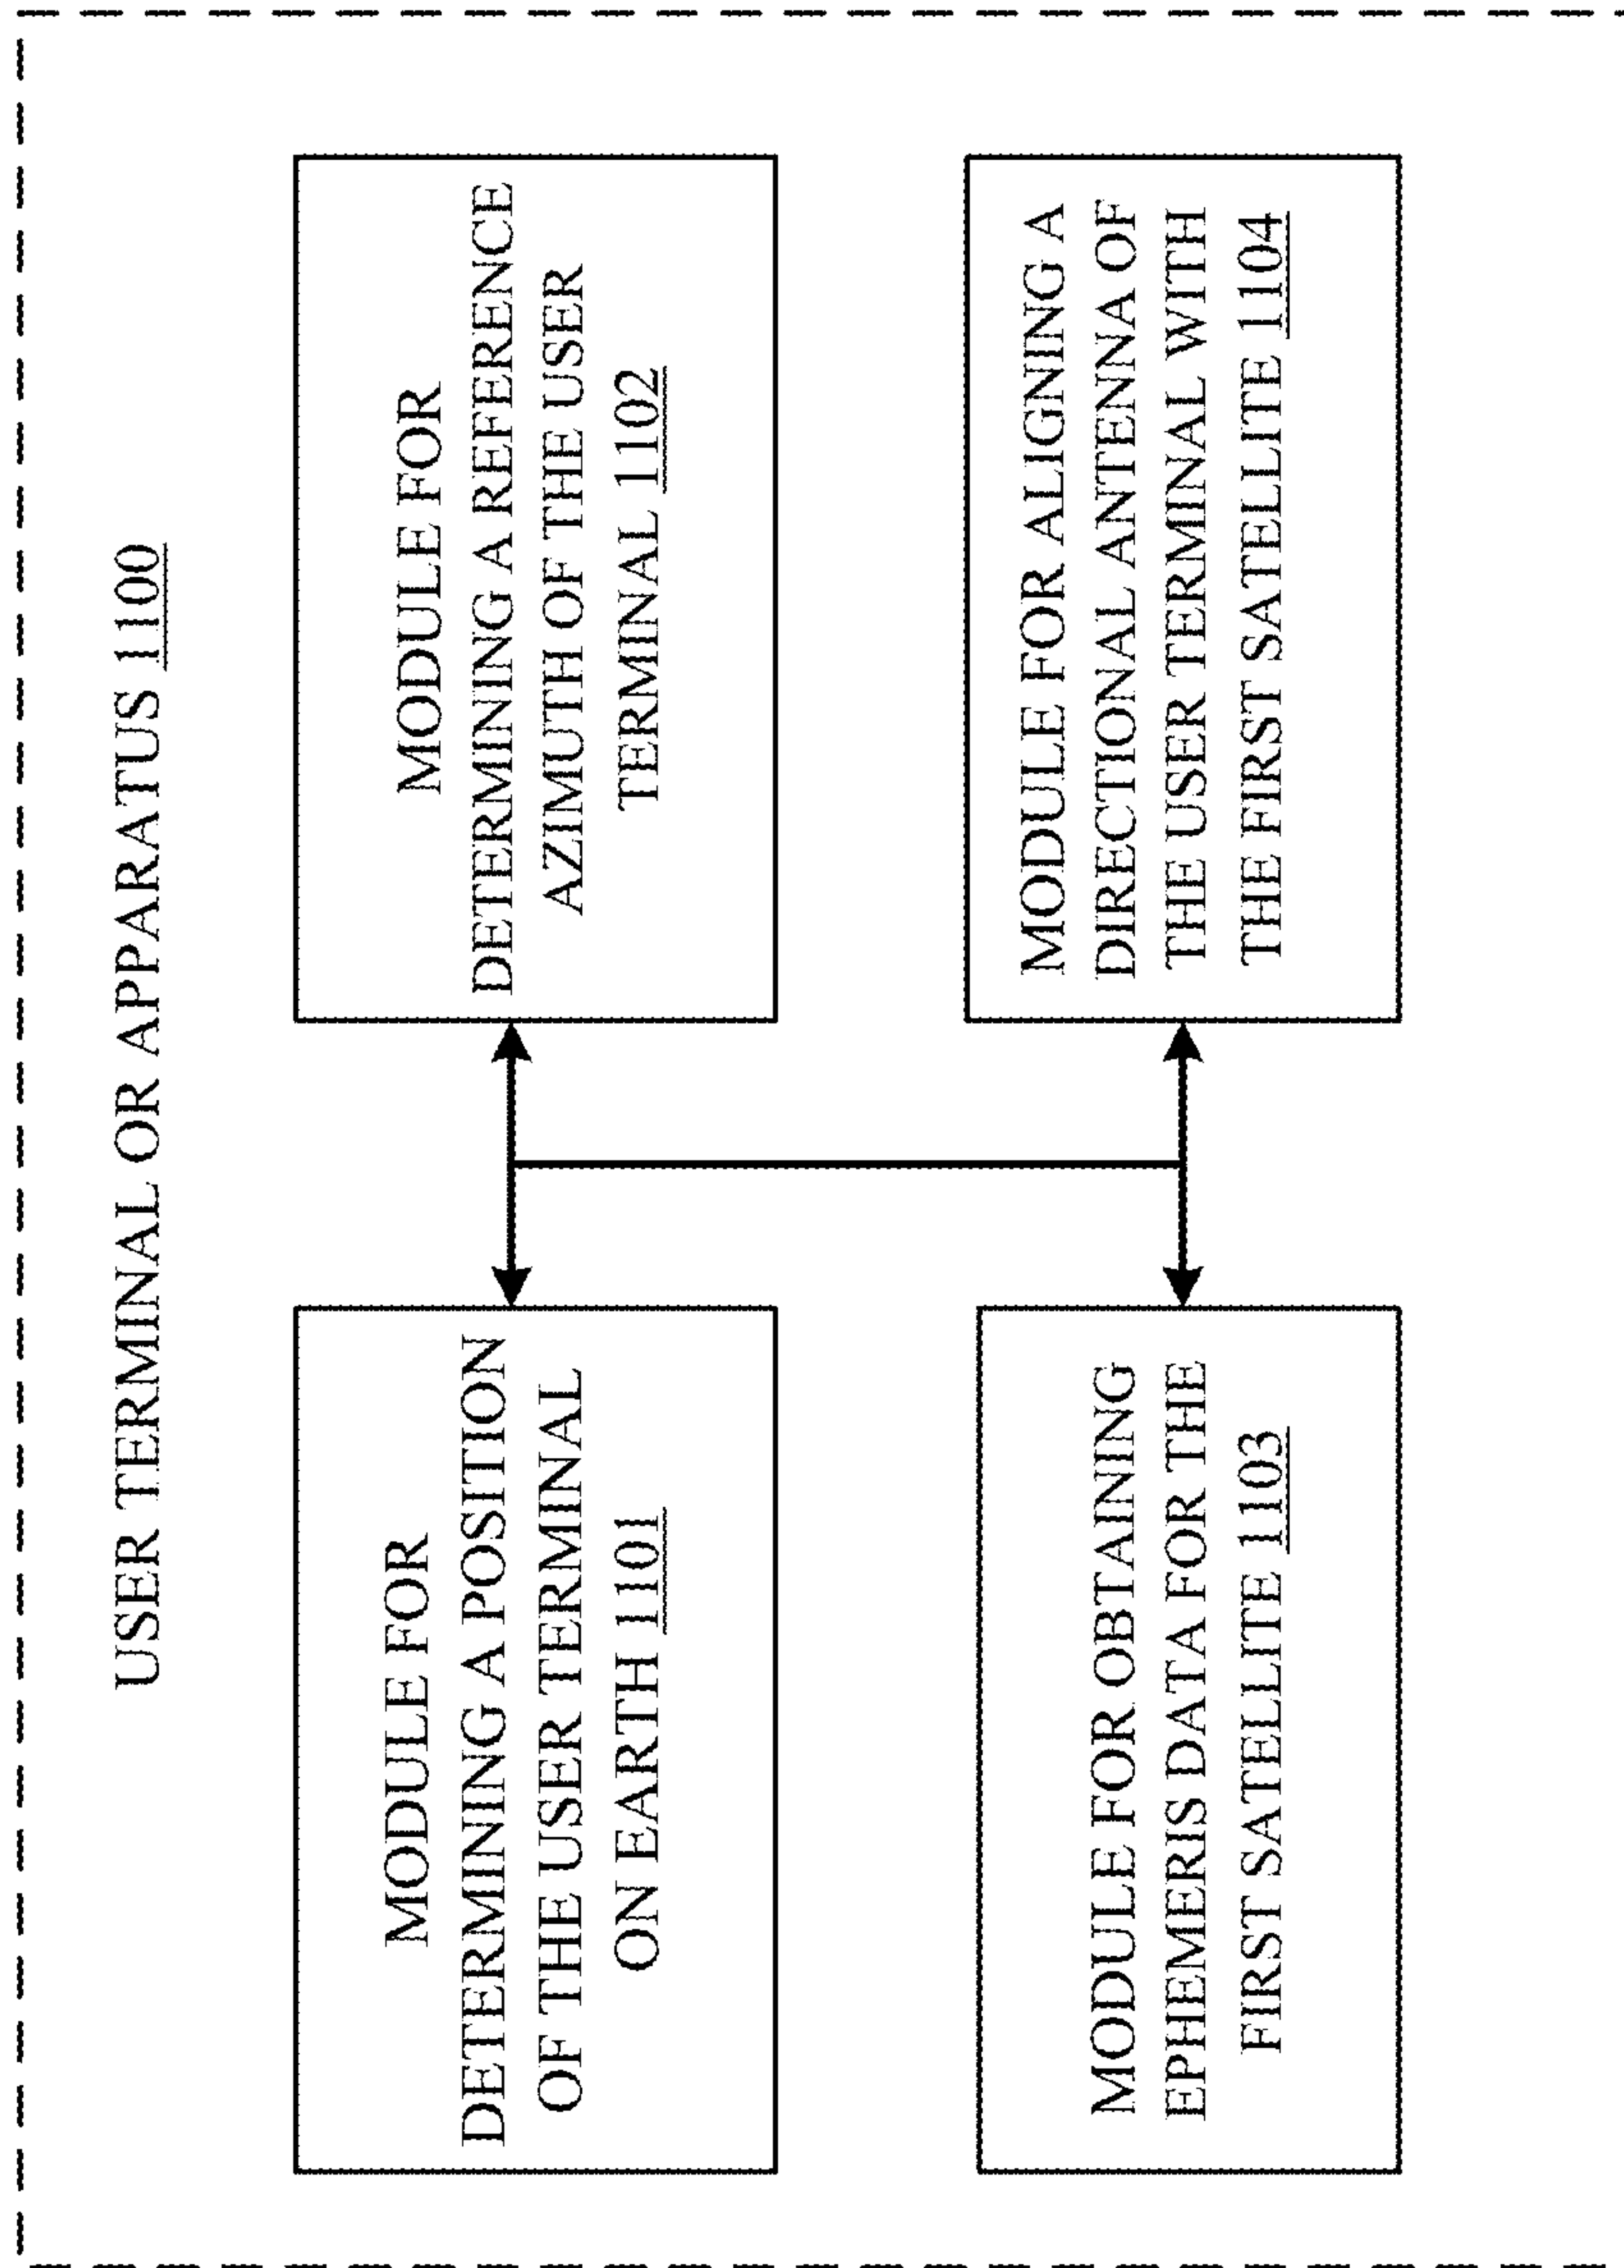 USER TERMINAL OR APPARATUS 1100
MODULE FOR
DETERMINING A POSITION
OF THE USER TERMINAL
ON EARTH 1101
MODULE FOR
DETERMINING A REFERENCE
AZIMUTH OF THE USER
TERMINAL 1102
MODULE FOR OBTAINING
EPHEMERIS DATA FOR THE
FIRST SATELLITE 1103
MODULE FOR ALIGNING A
DIRECTIONAL ANTENNA OF
THE USER TERMINAL WITH
THE FIRST SATELLITE 1104